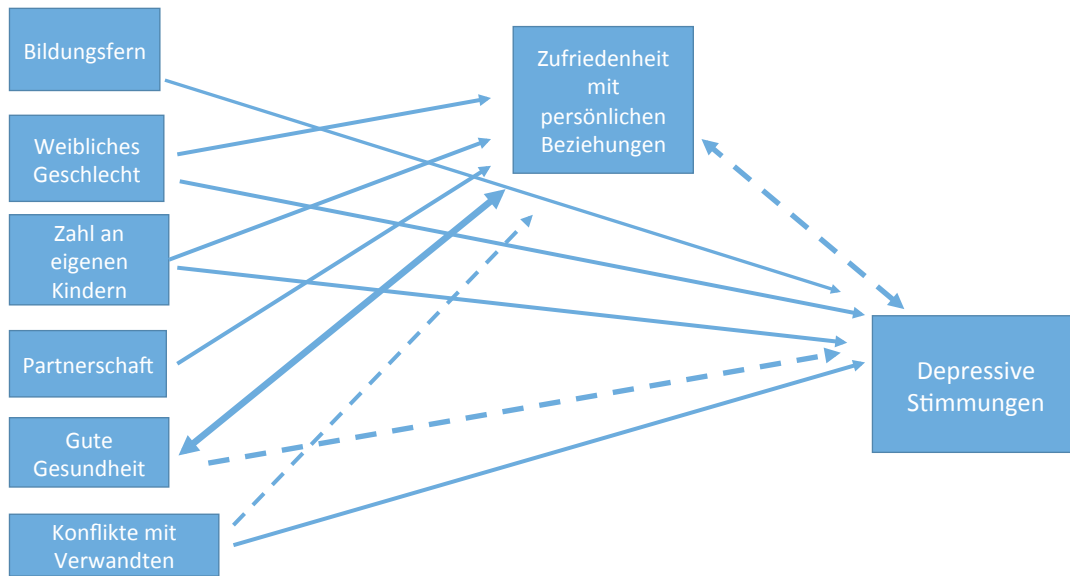 Bildungsfern
Weibliches
Geschlecht
Zahl an
eigenen
Kindern
Partnerschaft
Gute
Gesundheit
Konflikte mit
Verwandten
Zufriedenheit
mit
persönlichen
Beziehungen
Depressive
Stimmungen